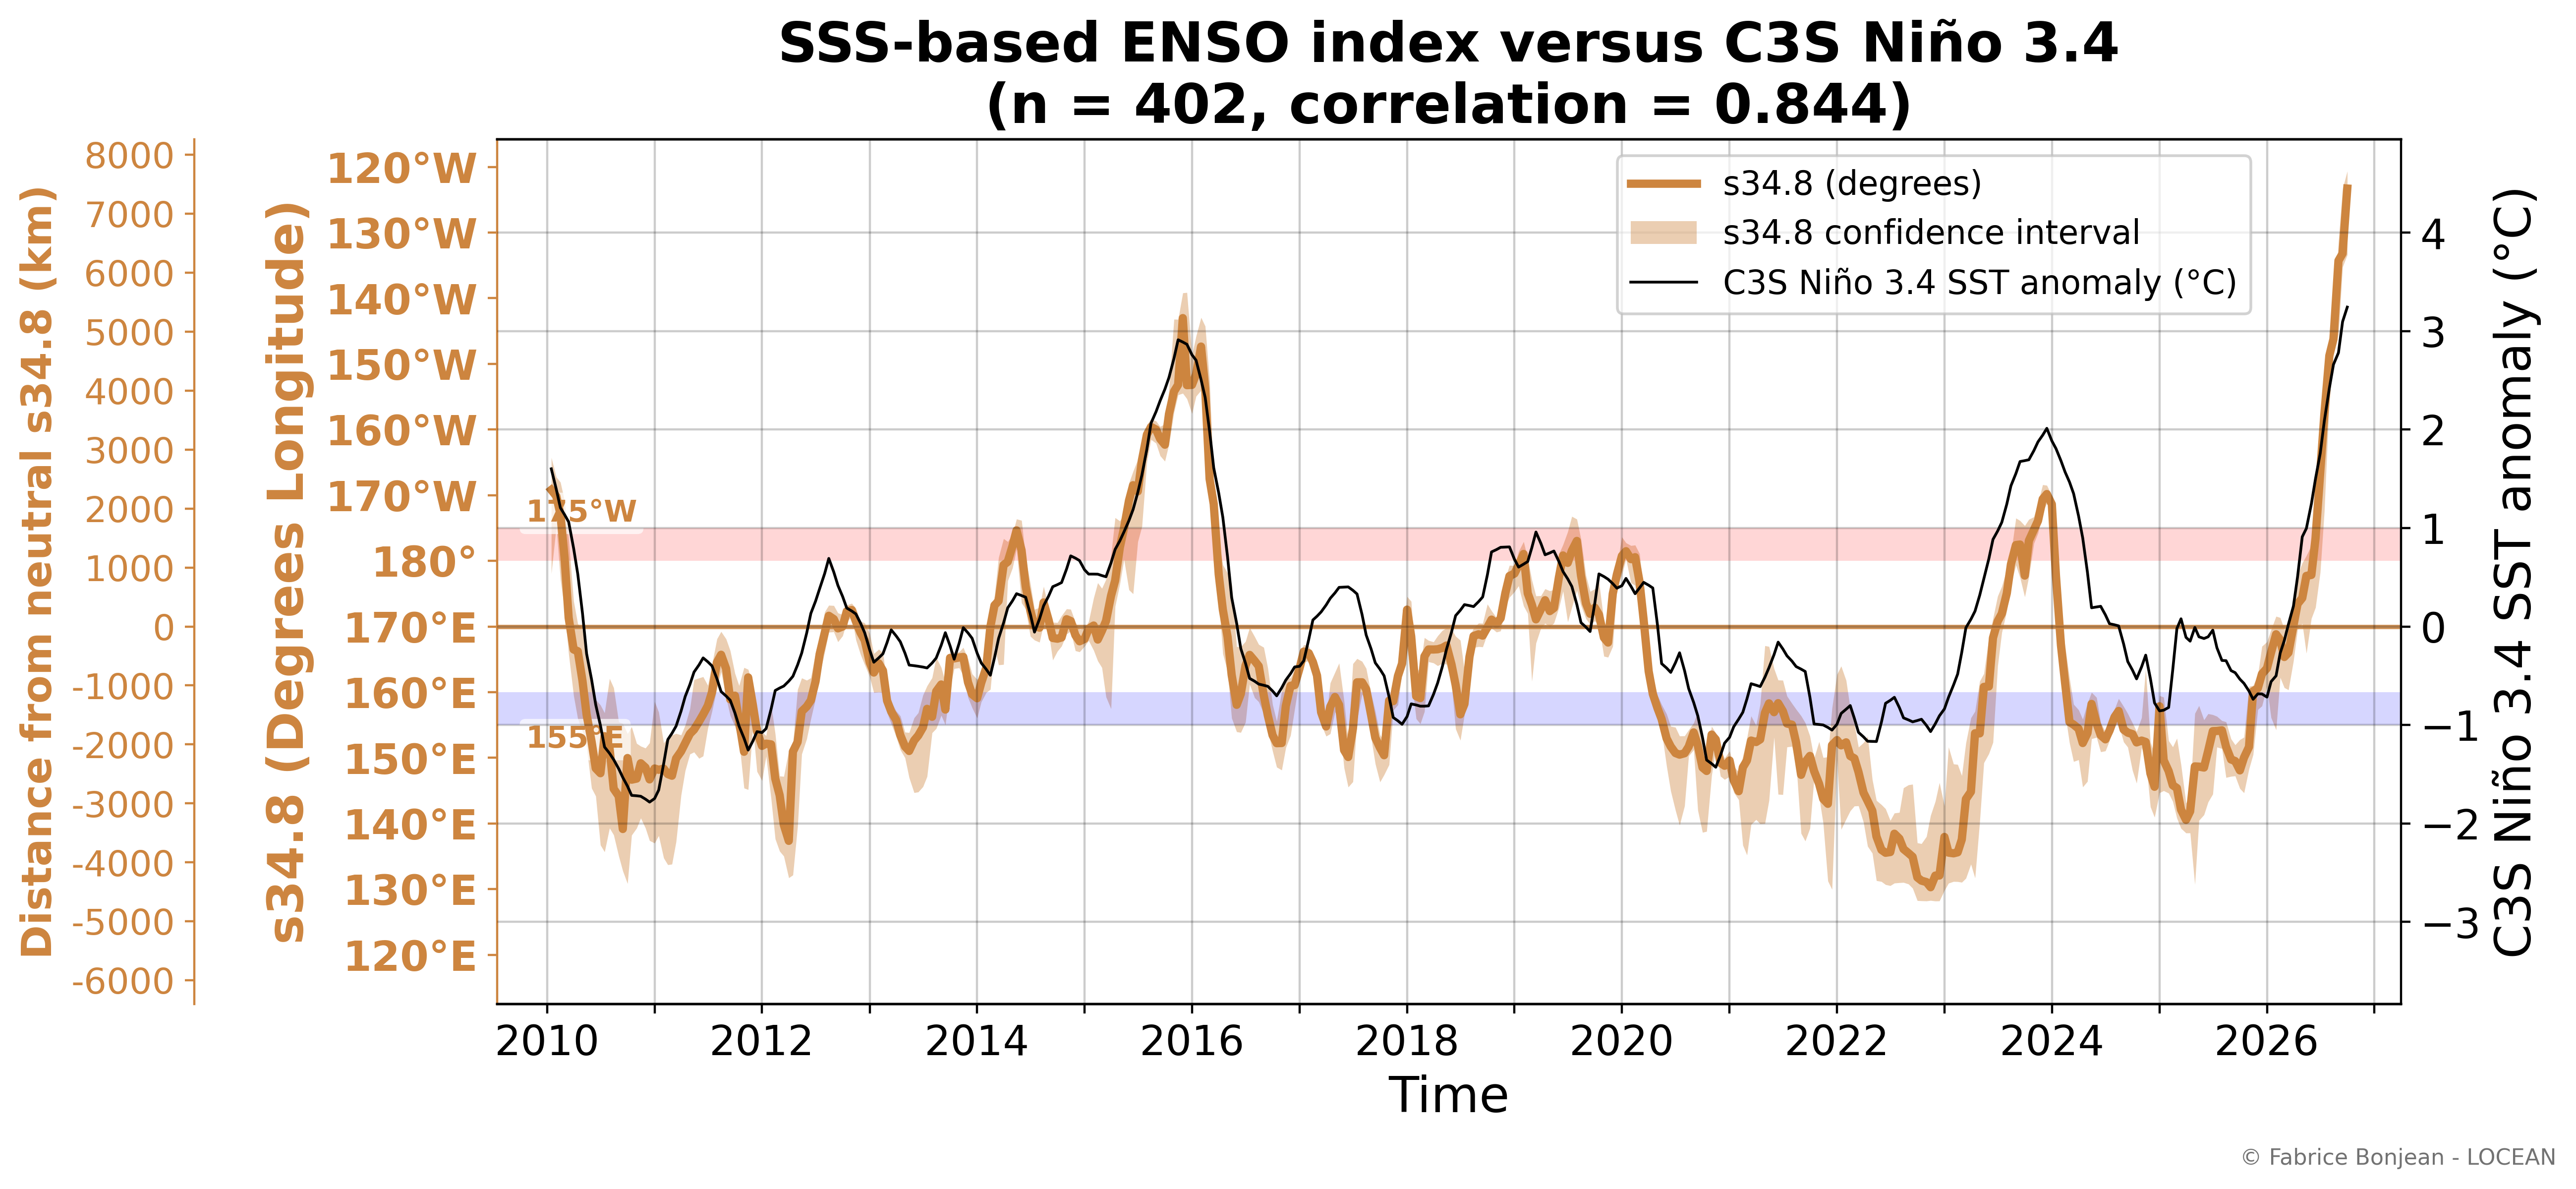 SSS-based ENSO index versus C3S Niño 3.4
(n = 402, correlation = 0.844)
Distance from neutral s34.8 (km)
8000
7000
6000
5000
4000
3000
2000
1000
0
-1000
-2000
-3000
-4000
-5000
-6000
s34.8 (Degrees Longitude)
120°W
130°W
140°W
150°W
160°W
170°W
180°
170°E
160°E
150°E
140°E
130°E
120°E
175°W
155°E
s34.8 (degrees)
s34.8 confidence interval
C3S Niño 3.4 SST anomaly (°C)
4
3
2
1
0
−1
−2
−3
C3S Niño 3.4 SST anomaly (°C)
2010 2012 2014 2016 2018 2020 2022 2024 2026
Time
© Fabrice Bonjean - LOCEAN